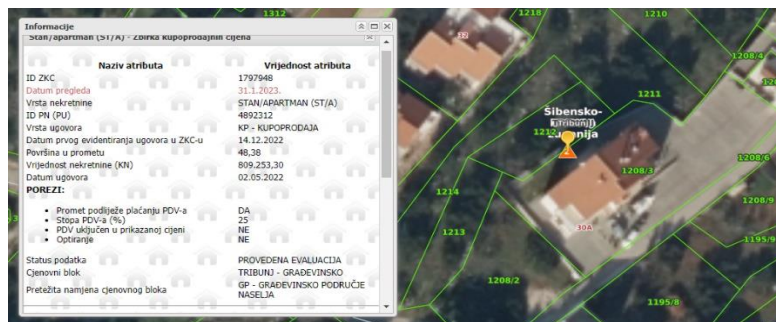 Informacije
Stan/apartman (ST/A) - Zbirka kupoprodajnih cijena
Naziv atributa Vrijednost atributa
ID ZKC 1797948
Datum pregleda 31.1.2023.
Vrsta nekretnine STAN/APARTMAN (ST/A)
ID PN (PU) 4892312
Vrsta ugovora KP - KUPOPRODAJA
Datum prvog evidentiranja ugovora u ZKC-u 14.12.2022
Površina u prometu 48,38
Vrijednost nekretnine (KN) 809.253,30
Datum ugovora 02.05.2022
POREZI:
Promet podliježe plaćanju PDV-a DA
Stopa PDV-a (%) 25
PDV uključen u prikazanoj cijeni NE
Optiranje NE
Status podatka PROVEDENA EVALUACIJA
Cjenovni blok TRIBUNJ - GRAĐEVINSKO
Pretežita namjena cjenovnog bloka GP - GRAĐEVINSKO PODRUČJE NASELJA
1312
1218
1210
32
1208/4
1211
Šibensko-
Tribunj
1212
1208/3
1208/6
1214
1208/9
30A
1213
1195/9
1208/2
1195/8